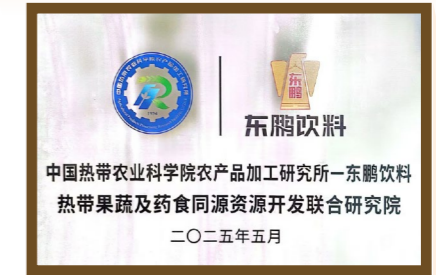 东鹏
东鹏饮料
中国热带农业科学院农产品加工研究所—东鹏饮料
热带果蔬及药食同源资源开发联合研究院
二〇二五年五月